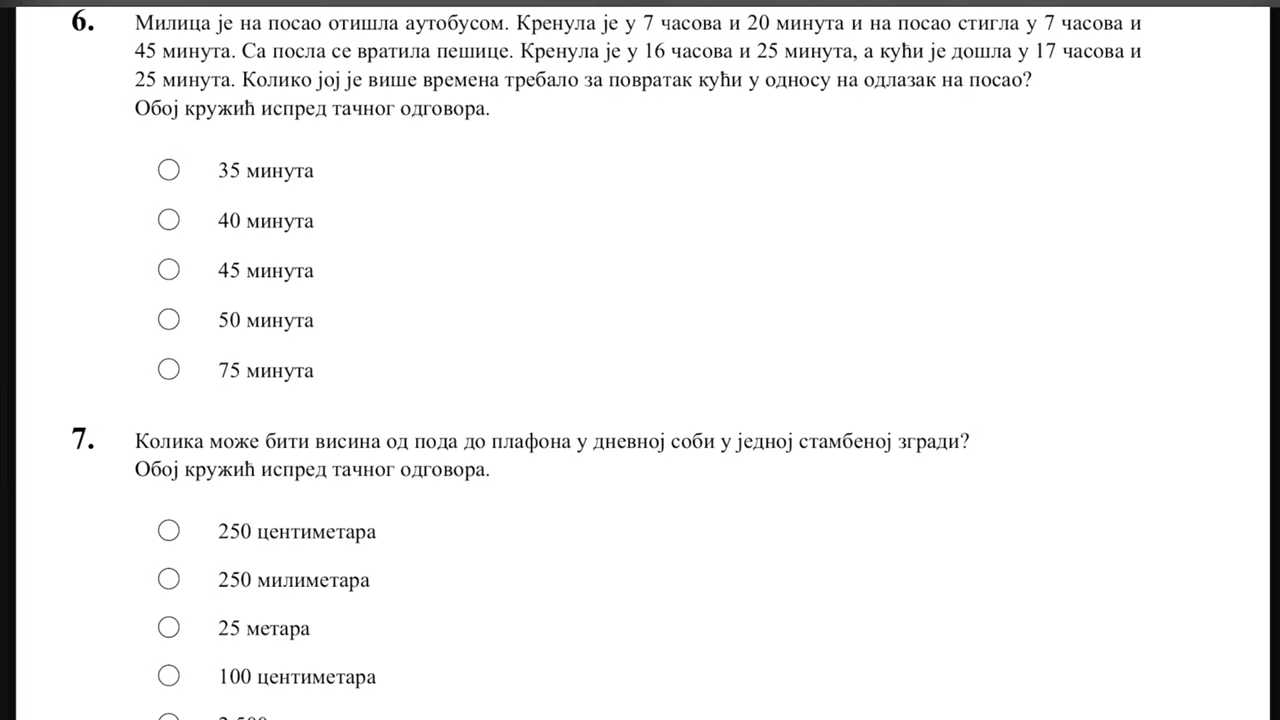 6. Милица је на посао отишла аутобусом. Кренула је у 7 часова и 20 минута и на посао стигла у 7 часова и
45 минута. Са посла се вратила пешице. Кренула је у 16 часова и 25 минута, а кући је дошла у 17 часова и
25 минута. Колико јој је више времена требало за повратак кући у односу на одлазак на посао?
Обој кружић испред тачног одговора.
35 минута
40 минута
45 минута
50 минута
75 минута
7. Колика може бити висина од пода до плафона у дневној соби у једној стамбеној згради?
Обој кружић испред тачног одговора.
250 центиметара
250 милиметара
25 метара
100 центиметара